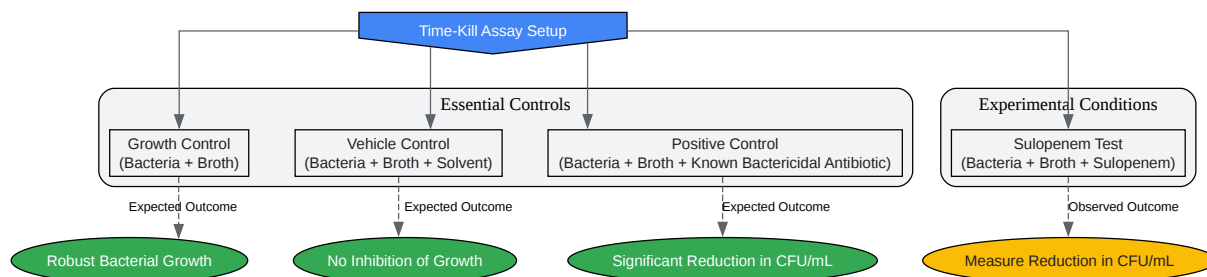 Time-Kill Assay Setup
Essential Controls
Experimental Conditions
Growth Control
(Bacteria + Broth)
Vehicle Control
(Bacteria + Broth + Solvent)
Positive Control
(Bacteria + Broth + Known Bactericidal Antibiotic)
Sulopenem Test
(Bacteria + Broth + Sulopenem)
Expected Outcome
Expected Outcome
Expected Outcome
Observed Outcome
Robust Bacterial Growth
No Inhibition of Growth
Significant Reduction in CFU/mL
Measure Reduction in CFU/mL